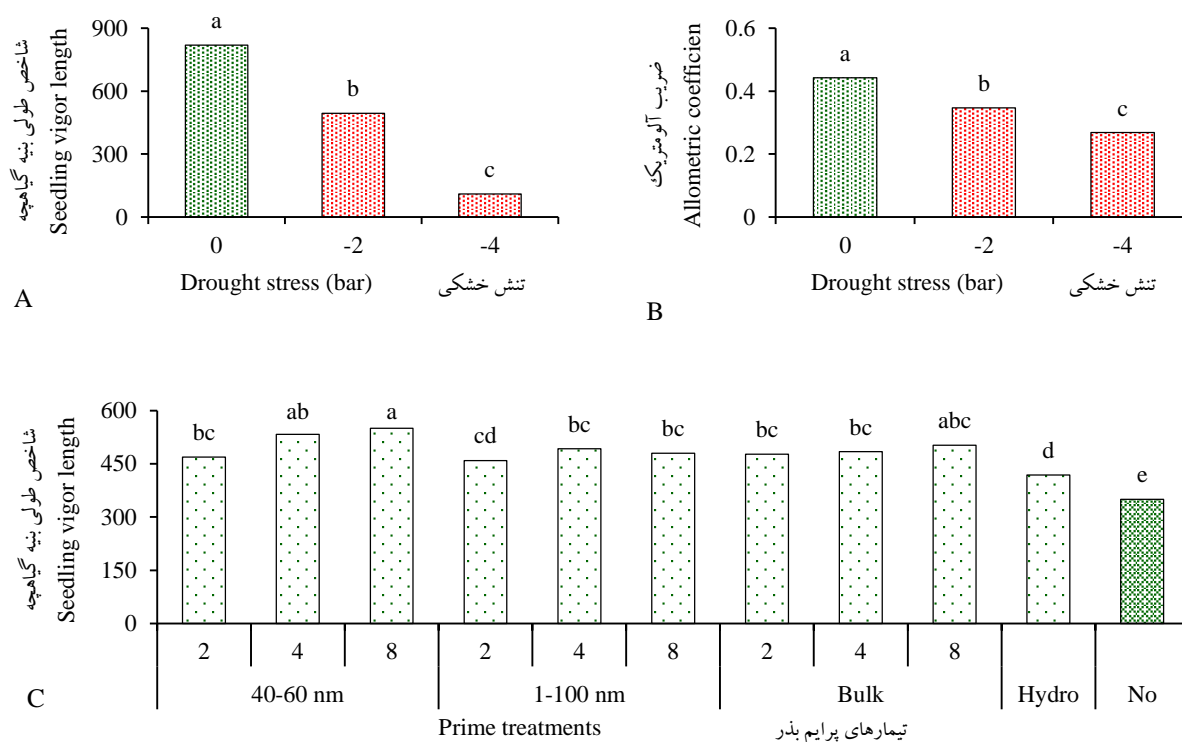 شاخص طولی بنیه گیاهچه
Seedling vigor length
900
600
300
0
a
b
c
0
-2
-4
Drought stress (bar) تنش خشکی
A
ضریب آلومتریک
Allometric coefficien
0.6
0.4
0.2
0
a
b
c
0
-2
-4
Drought stress (bar) تنش خشکی
B
شاخص طولی بنیه گیاهچه
Seedling vigor length
600
450
300
150
0
bc ab a cd bc bc bc bc abc d e
2 4 8 2 4 8 2 4 8
40-60 nm 1-100 nm Bulk Hydro No
Prime treatments تیمارهای پرایم بذر
C